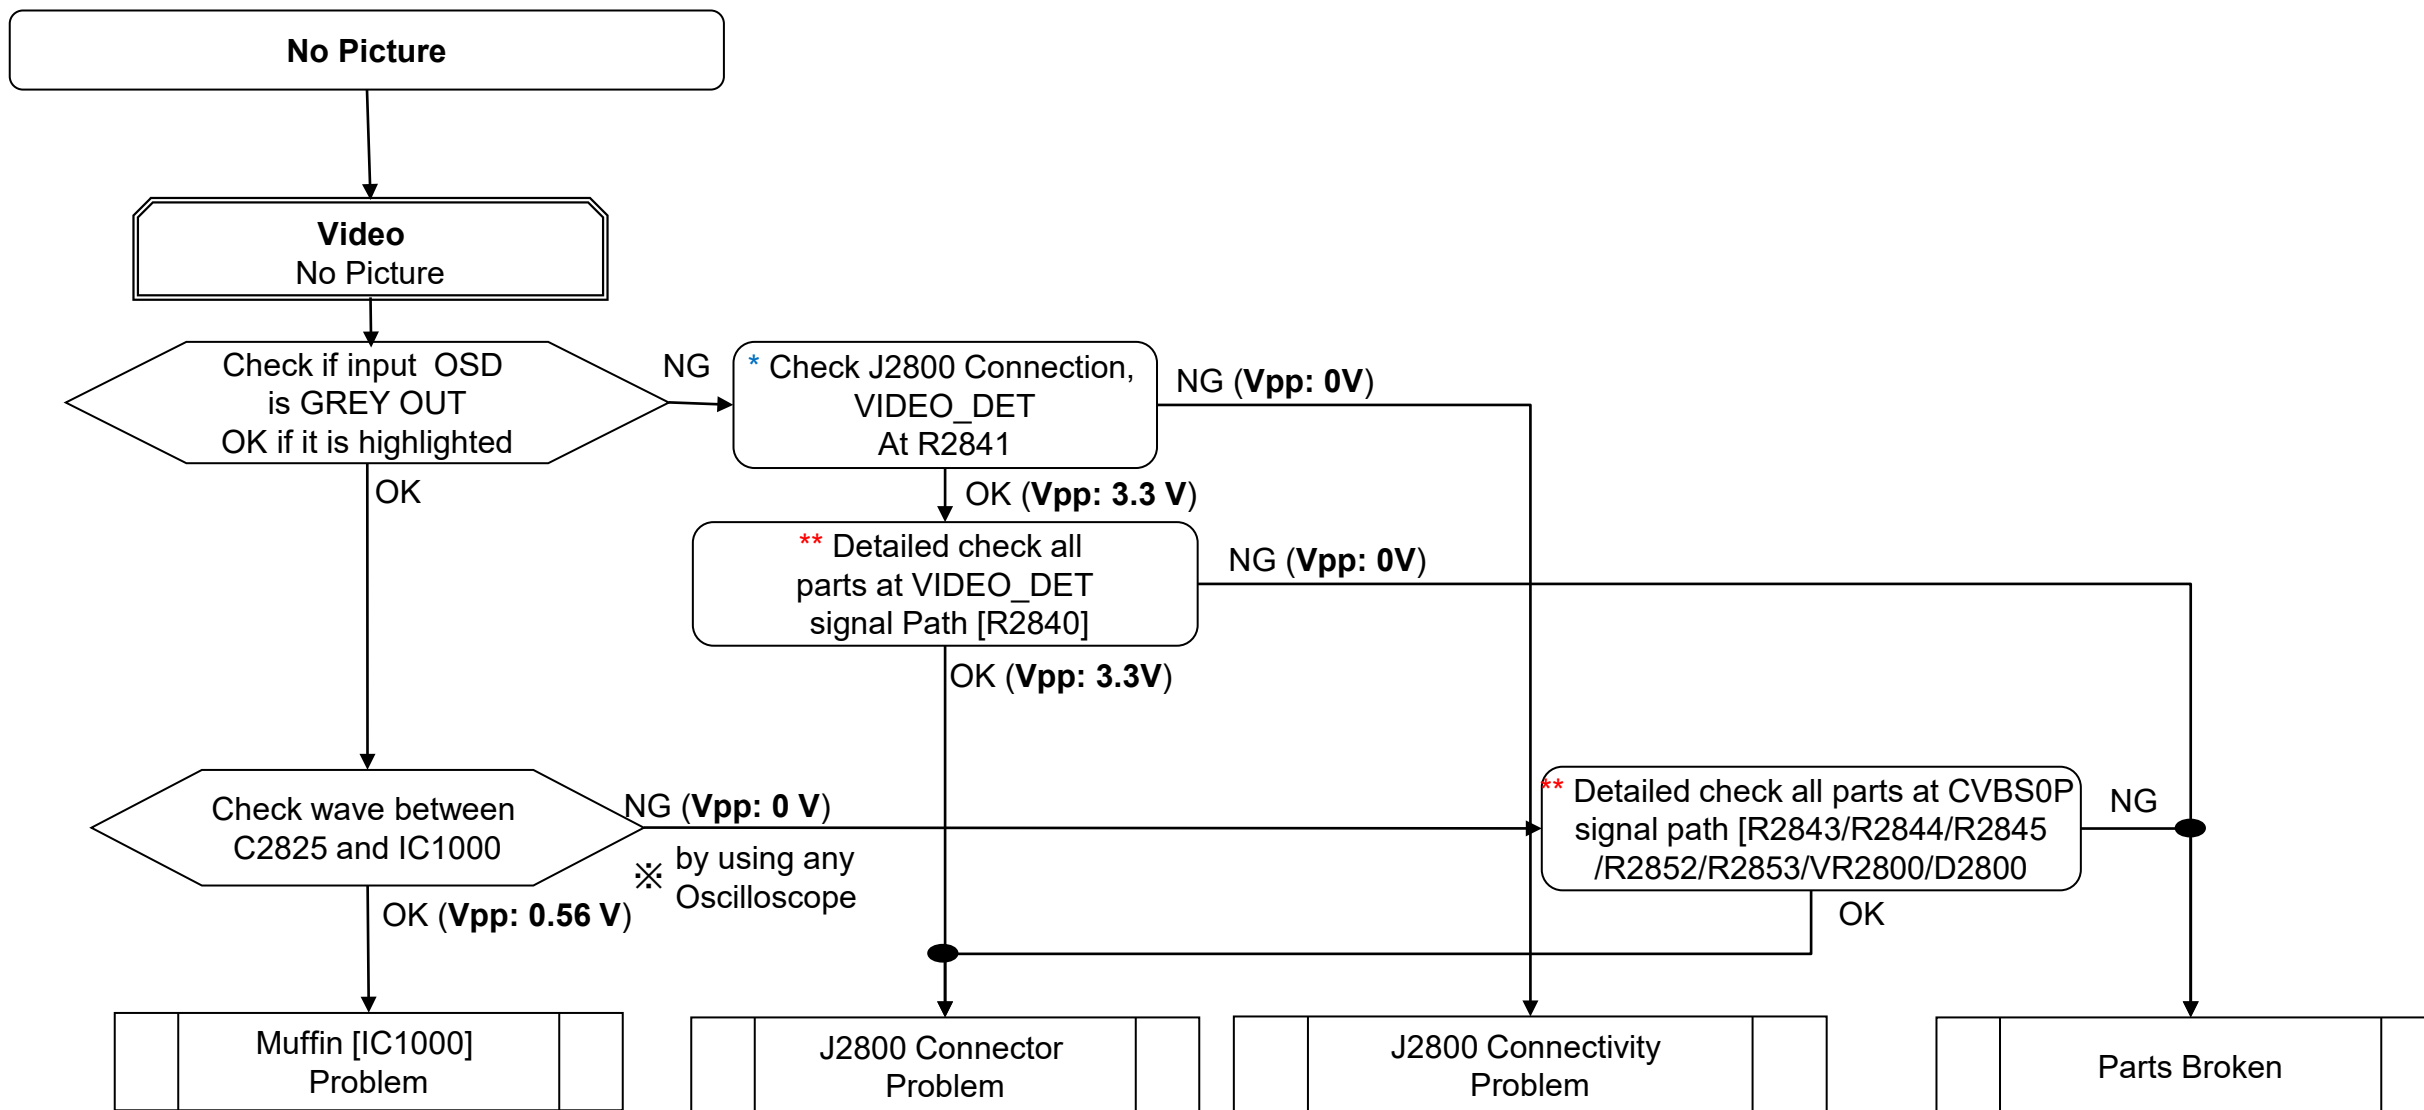 No Picture
Video
No Picture
Check if input  OSD
is GREY OUT
OK if it is highlighted
NG
* Check J2800 Connection,
VIDEO_DET
At R2841
NG (Vpp: 0V)
OK
OK (Vpp: 3.3 V)
** Detailed check all
parts at VIDEO_DET
signal Path [R2840]
NG (Vpp: 0V)
OK (Vpp: 3.3V)
Check wave between
C2825 and IC1000
NG (Vpp: 0 V)
※ by using any
Oscilloscope
** Detailed check all parts at CVBS0P
signal path [R2843/R2844/R2845
/R2852/R2853/VR2800/D2800
NG
OK (Vpp: 0.56 V)
OK
Muffin [IC1000]
Problem
J2800 Connector
Problem
J2800 Connectivity
Problem
Parts Broken